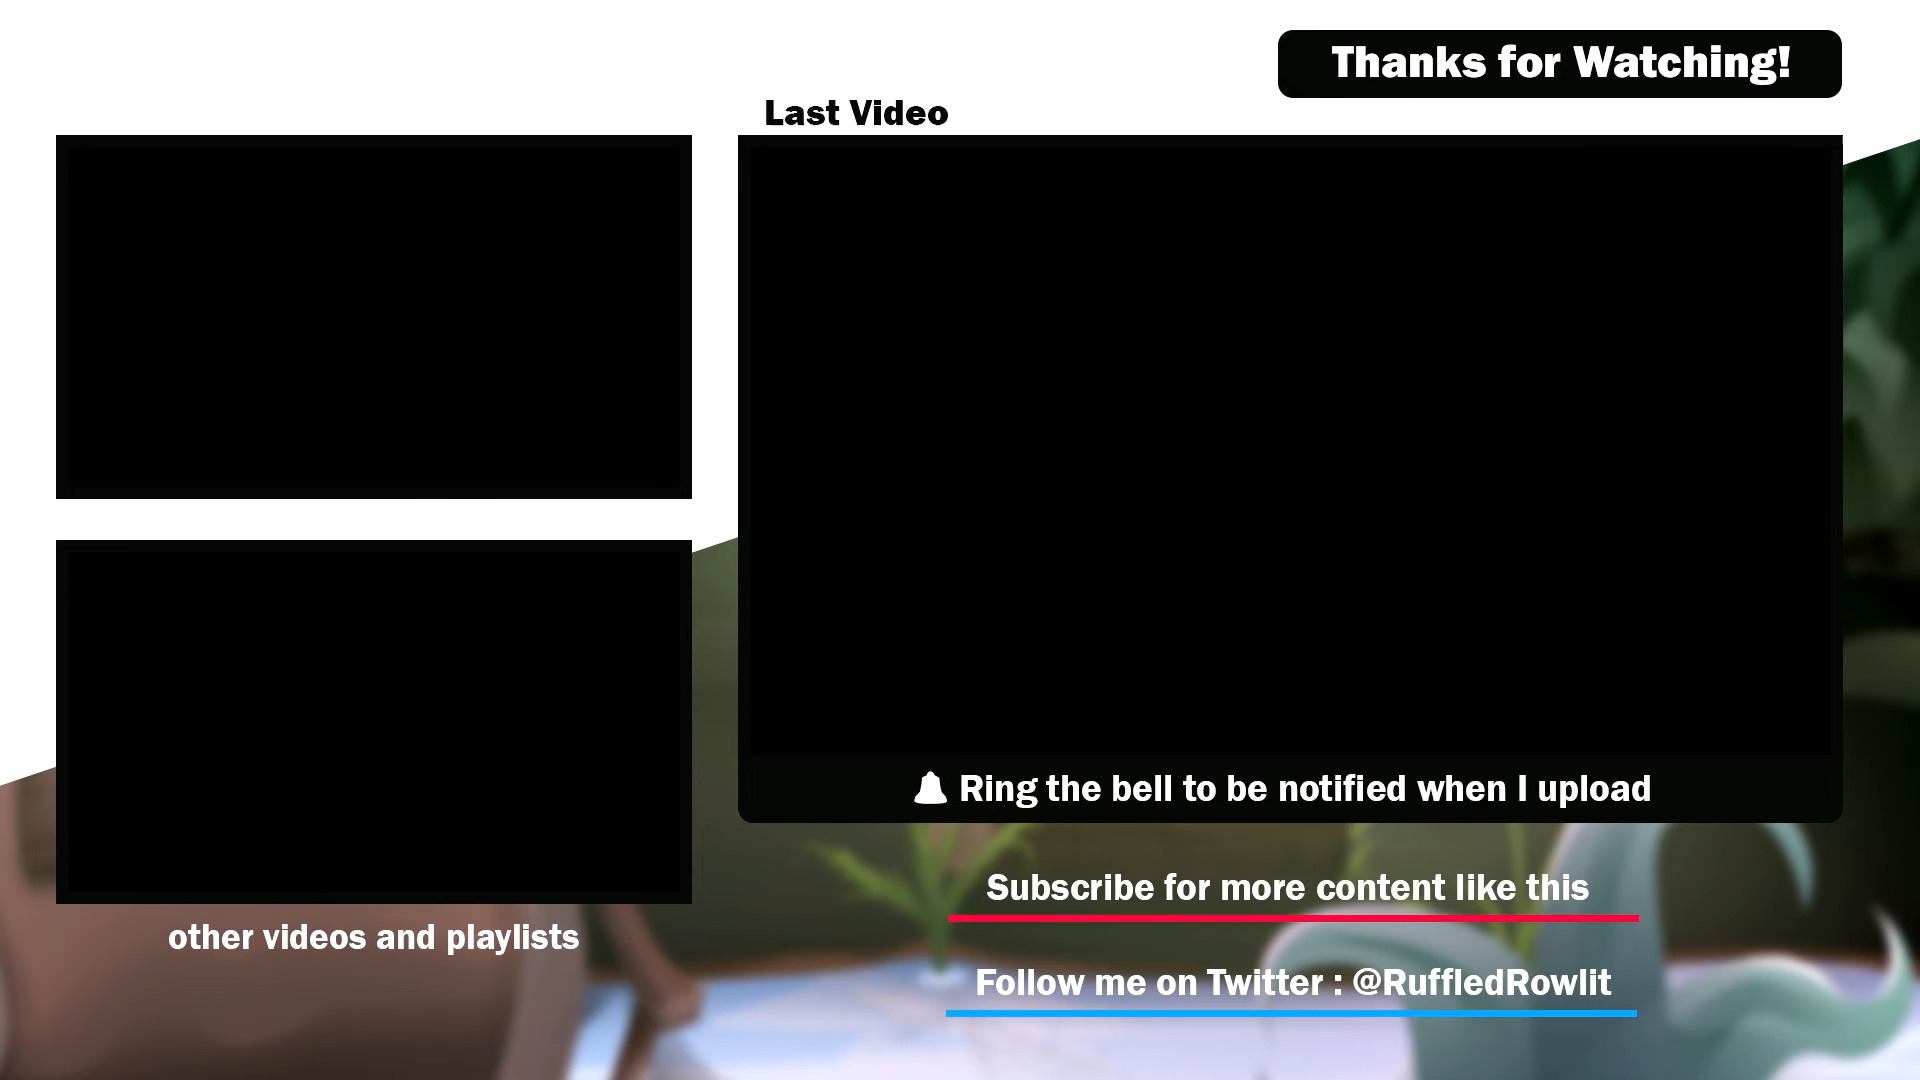 Thanks for Watching!
Last Video
Ring the bell to be notified when I upload
Subscribe for more content like this
other videos and playlists
Follow me on Twitter : @RuffledRowlit